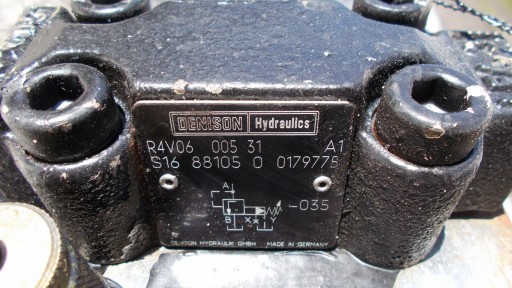 DENISON Hydraulics
R4V06 005 31 A1
S16 88105 0 0179775
A
-035
B X Y
DENISON HYDRAULIK GMBH MADE IN GERMANY